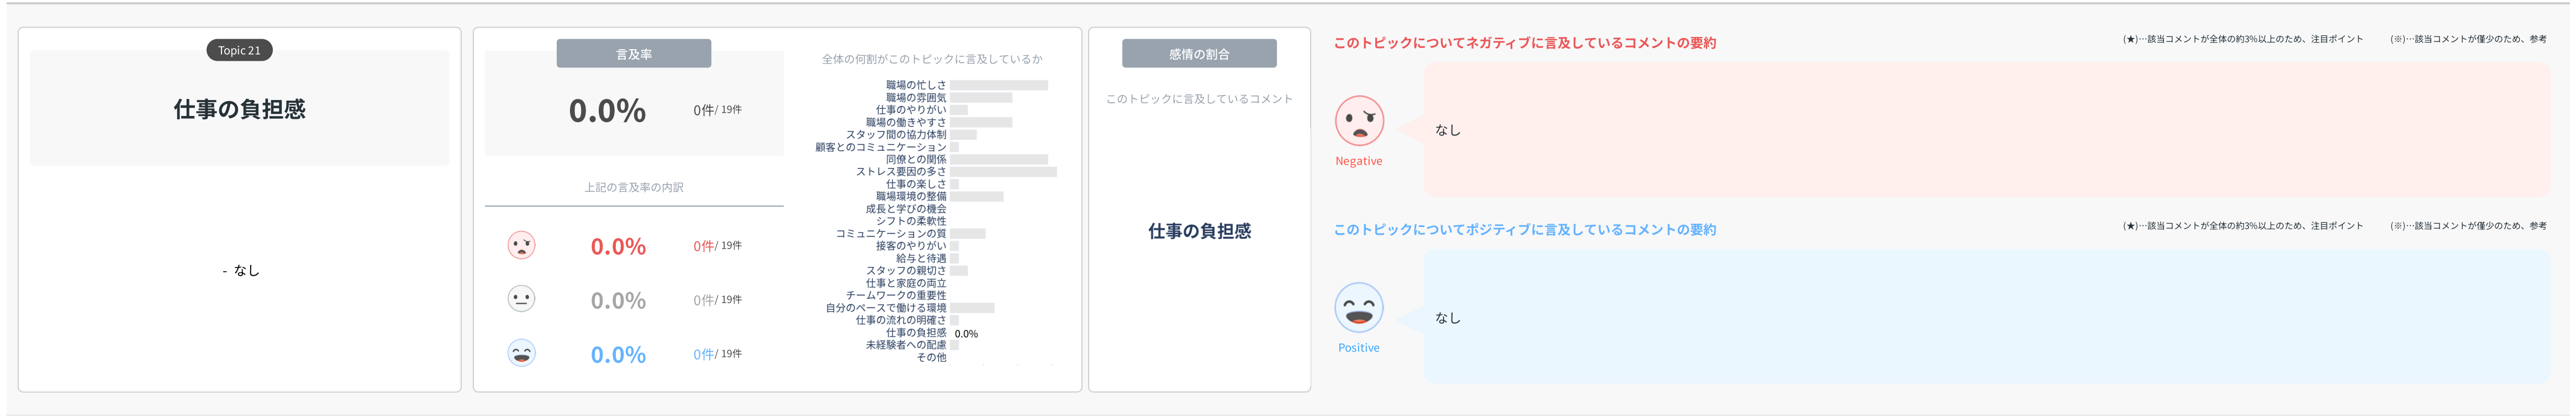 Topic 21
仕事の負担感
- なし
言及率
0.0%
0件/ 19件
上記の言及率の内訳
0.0%
0件/ 19件
0.0%
0件/ 19件
0.0%
0件/ 19件
全体の何割がこのトピックに言及しているか
職場の忙しさ
職場の雰囲気
仕事のやりがい
職場の働きやすさ
スタッフ間の協力体制
顧客とのコミュニケーション
同僚との関係
ストレス要因の多さ
仕事の楽しさ
職場環境の整備
成長と学びの機会
シフトの柔軟性
コミュニケーションの質
接客のやりがい
給与と待遇
スタッフの親切さ
仕事と家庭の両立
チームワークの重要性
自分のペースで働ける環境
仕事の流れの明確さ
仕事の負担感 0.0%
未経験者への配慮
その他
感情の割合
このトピックに言及しているコメント
仕事の負担感
このトピックについてネガティブに言及しているコメントの要約
(★)…該当コメントが全体の約3%以上のため、注目ポイント (※)…該当コメントが僅少のため、参考
Negative
なし
このトピックについてポジティブに言及しているコメントの要約
(★)…該当コメントが全体の約3%以上のため、注目ポイント (※)…該当コメントが僅少のため、参考
Positive
なし